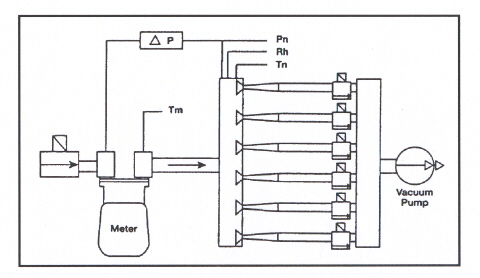 Δ P
Pn
Rh
Tn
Tm
Meter
Vacuum
Pump